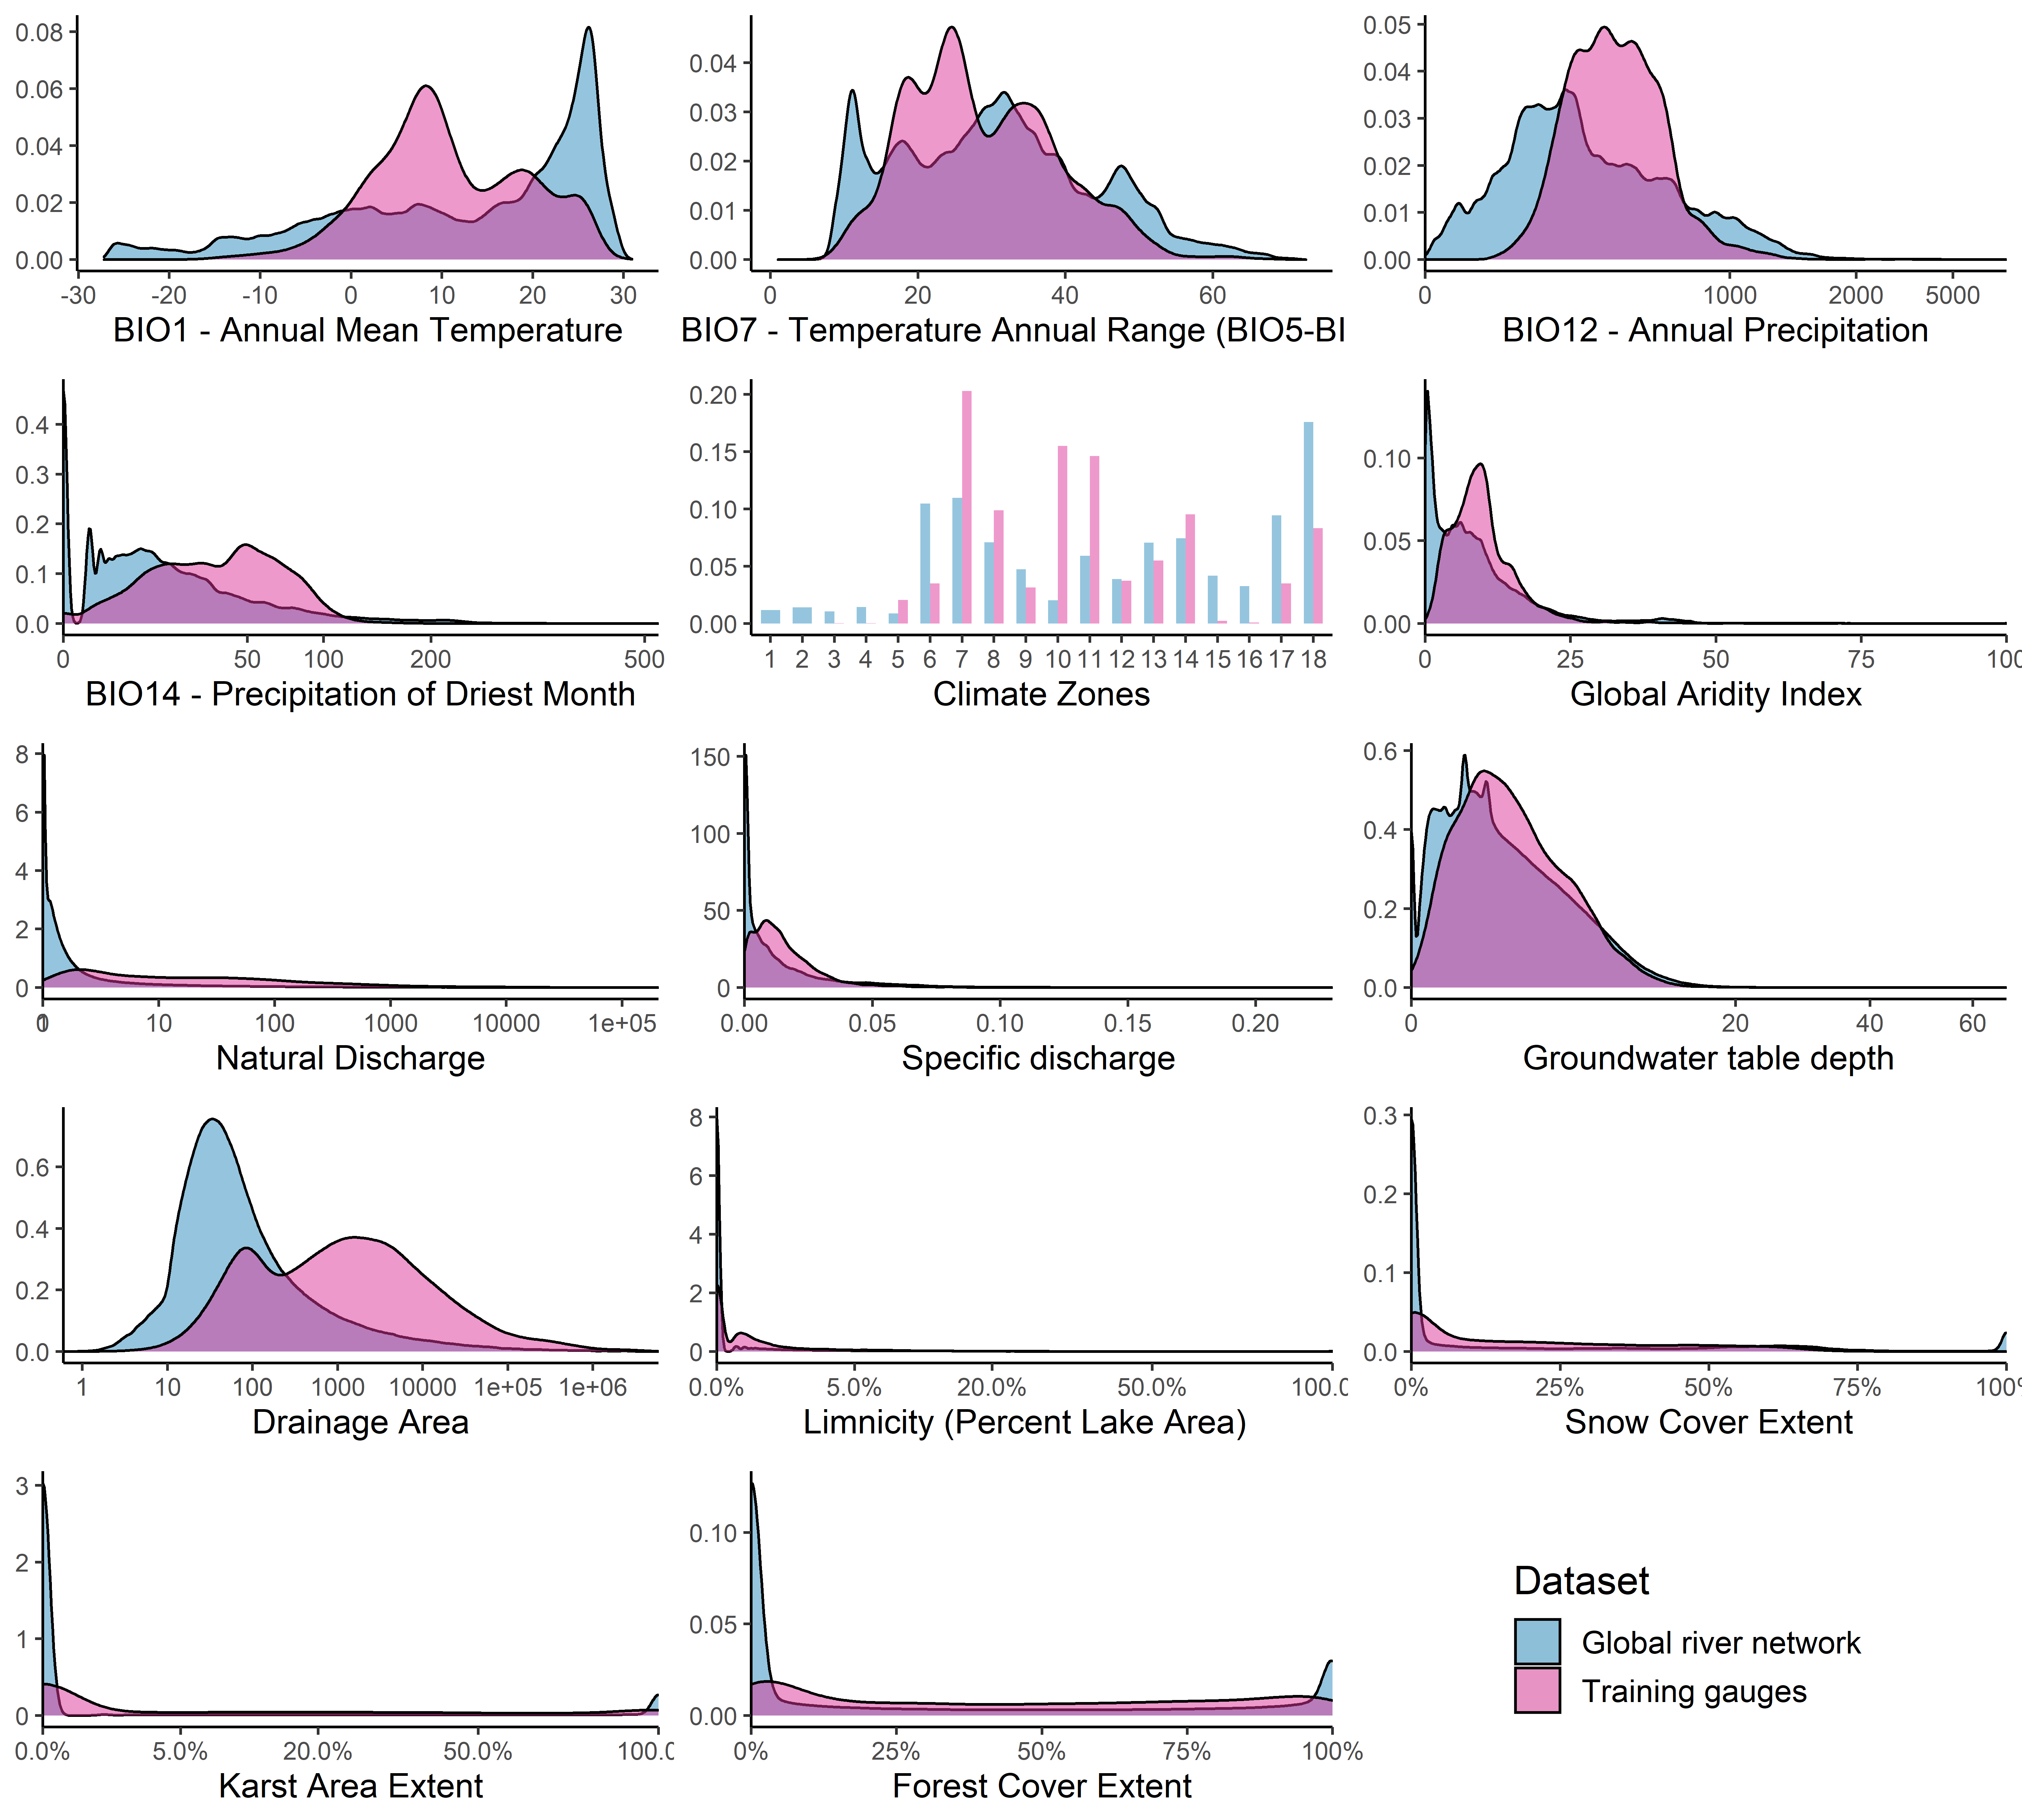 0.08
0.06
0.04
0.02
0.00
-30 -20 -10 0 10 20 30
BIO1 - Annual Mean Temperature
0.04
0.03
0.02
0.01
0.00
0 20 40 60
BIO7 - Temperature Annual Range (BIO5-BI
0.05
0.04
0.03
0.02
0.01
0.00
0 1000 2000 5000
BIO12 - Annual Precipitation
0.4
0.3
0.2
0.1
0.0
0 50 100 200 500
BIO14 - Precipitation of Driest Month
0.20
0.15
0.10
0.05
0.00
1 2 3 4 5 6 7 8 9 10 11 12 13 14 15 16 17 18
Climate Zones
0.10
0.05
0.00
0 25 50 75 100
Global Aridity Index
8
6
4
2
0
0 10 100 1000 10000 1e+05
Natural Discharge
150
100
50
0
0.00 0.05 0.10 0.15 0.20
Specific discharge
0.6
0.4
0.2
0.0
0 20 40 60
Groundwater table depth
0.6
0.4
0.2
0.0
1 10 100 1000 10000 1e+05 1e+06
Drainage Area
8
6
4
2
0
0.0% 5.0% 20.0% 50.0% 100.0
Limnicity (Percent Lake Area)
0.3
0.2
0.1
0.0
0% 25% 50% 75% 100%
Snow Cover Extent
3
2
1
0
0.0% 5.0% 20.0% 50.0% 100.0
Karst Area Extent
0.10
0.05
0.00
0% 25% 50% 75% 100%
Forest Cover Extent
Dataset
Global river network
Training gauges